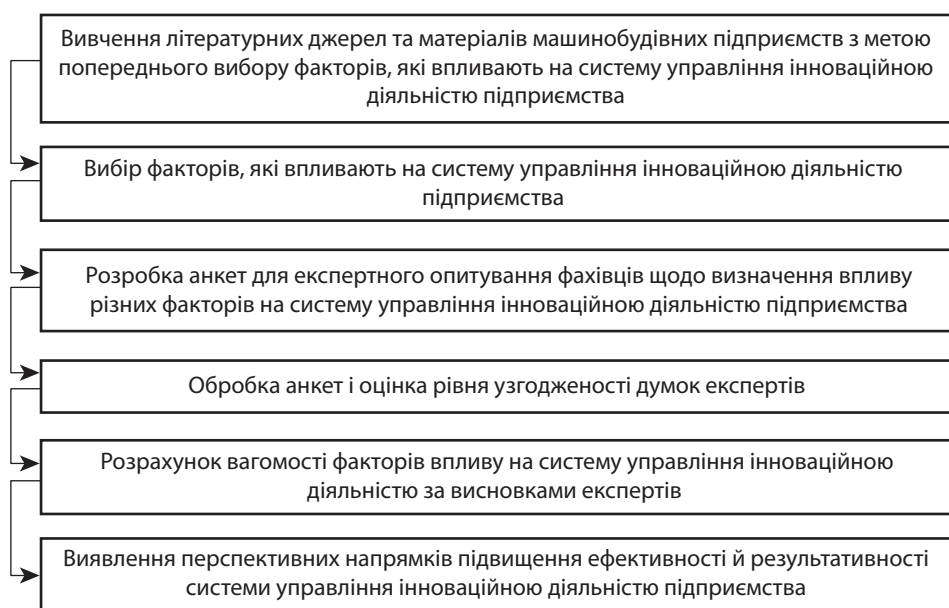 Вивчення літературних джерел та матеріалів машинобудівних підприємств з метою
попереднього вибору факторів, які впливають на систему управління інноваційною
діяльністю підприємства
Вибір факторів, які впливають на систему управління інноваційною діяльністю
підприємства
Розробка анкет для експертного опитування фахівців щодо визначення впливу
різних факторів на систему управління інноваційною діяльністю підприємства
Обробка анкет і оцінка рівня узгодженості думок експертів
Розрахунок вагомості факторів впливу на систему управління інноваційною
діяльністю за висновками експертів
Виявлення перспективних напрямків підвищення ефективності й результативності
системи управління інноваційною діяльністю підприємства